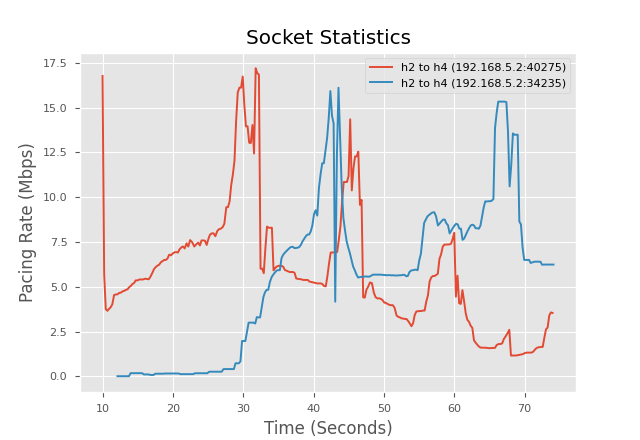 Socket Statistics
h2 to h4 (192.168.5.2:40275)
h2 to h4 (192.168.5.2:34235)
Pacing Rate (Mbps)
17.5
15.0
12.5
10.0
7.5
5.0
2.5
0.0
10 20 30 40 50 60 70
Time (Seconds)